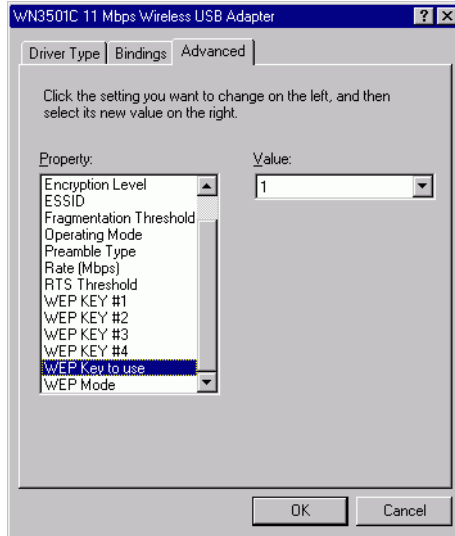 WN3501C 11 Mbps Wireless USB Adapter
Driver Type Bindings Advanced
Click the setting you want to change on the left, and then
select its new value on the right.
Property: Value:
Encryption Level 1
ESSID
Fragmentation Threshold
Operating Mode
Preamble Type
Rate (Mbps)
RTS Threshold
WEP KEY #1
WEP KEY #2
WEP KEY #3
WEP KEY #4
WEP Key to use
WEP Mode
OK Cancel